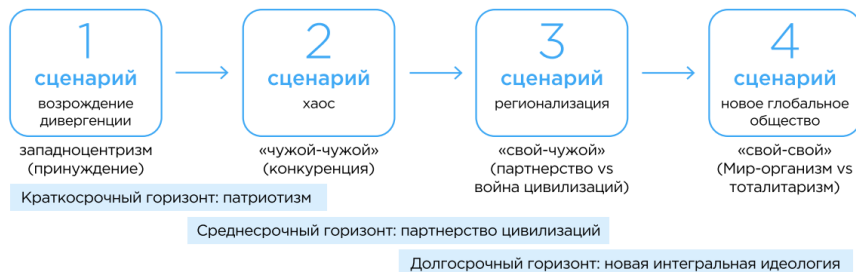 1
сценарий
возрождение
дивергенции
западноцентризм
(принуждение)
2
сценарий
хаос
«чужой-чужой»
(конкуренция)
3
сценарий
регионализация
«свой-чужой»
(партнерство vs
война цивилизаций)
4
сценарий
новое глобальное
общество
«свой-свой»
(Мир-организм vs
тоталитаризм)
Краткосрочный горизонт: патриотизм
Среднесрочный горизонт: партнерство цивилизаций
Долгосрочный горизонт: новая интегральная идеология